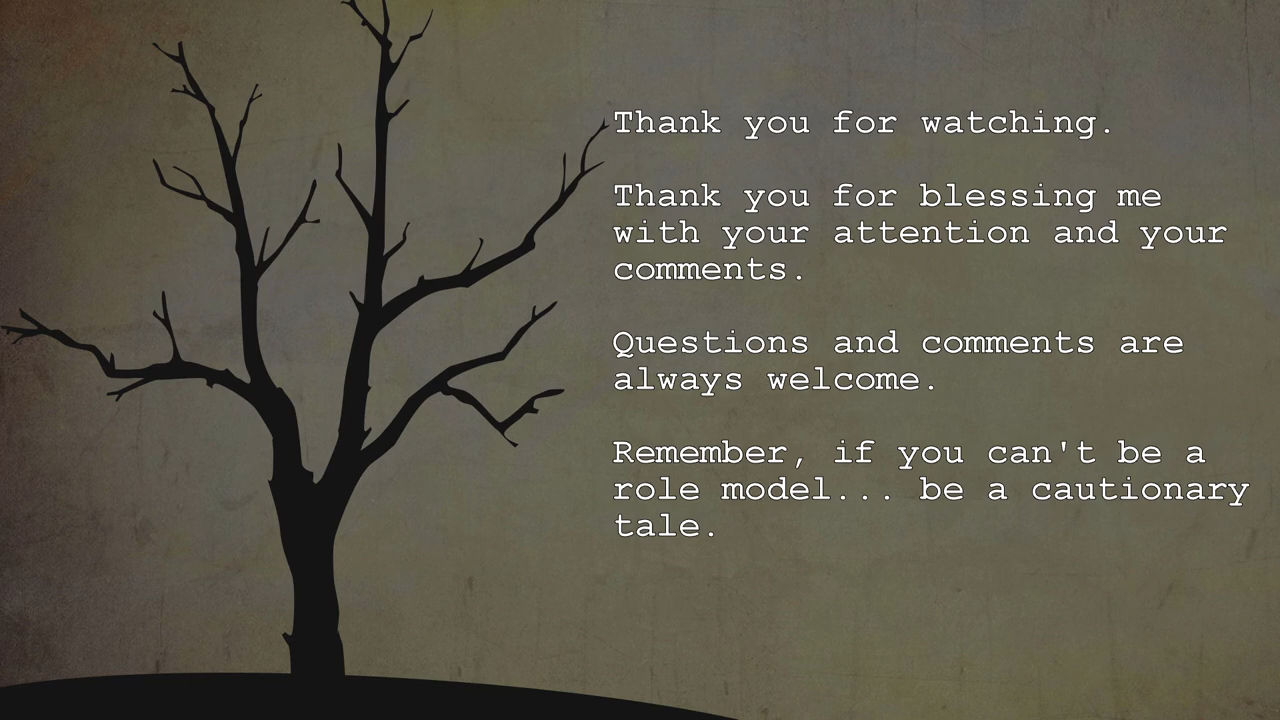 Thank you for watching.
Thank you for blessing me
with your attention and your
comments.
Questions and comments are
always welcome.
Remember, if you can't be a
role model... be a cautionary
tale.